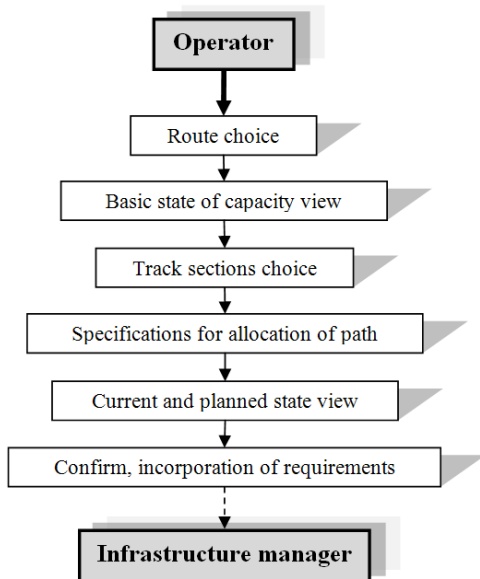 Operator
Route choice
Basic state of capacity view
Track sections choice
Specifications for allocation of path
Current and planned state view
Confirm, incorporation of requirements
Infrastructure manager